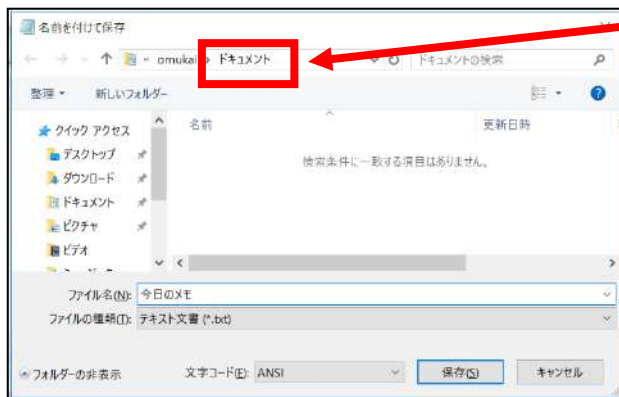 名前を付けて保存
« omukai › ドキュメント
ドキュメントの検索
整理
新しいフォルダー
クイック アクセス
デスクトップ
ダウンロード
ドキュメント
ピクチャ
ビデオ
名前
更新日時
検索条件に一致する項目はありません。
ファイル名(N): 今日のメモ
ファイルの種類(T): テキスト文書 (*.txt)
フォルダーの非表示
文字コード(E): ANSI
保存(S)
キャンセル